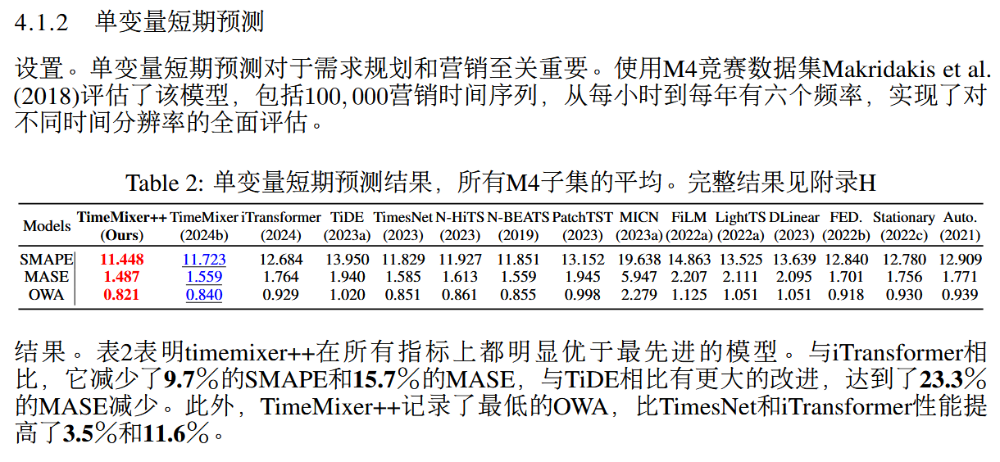 4.1.2 单变量短期预测
设置。单变量短期预测对于需求规划和营销至关重要。使用M4竞赛数据集Makridakis et al.
(2018)评估了该模型，包括100,000营销时间序列，从每小时到每年有六个频率，实现了对
不同时间分辨率的全面评估。
Table 2: 单变量短期预测结果，所有M4子集的平均。完整结果见附录H
Models TimeMixer++ TimeMixer iTransformer TiDE TimesNet N-HiTS N-BEATS PatchTST MICN FiLM LightTS DLinear FED. Stationary Auto.
(Ours) (2024b) (2024) (2023a) (2023) (2023) (2019) (2023) (2023a) (2022a) (2022a) (2023) (2022b) (2022c) (2021)
SMAPE 11.448 11.723 12.684 13.950 11.829 11.927 11.851 13.152 19.638 14.863 13.525 13.639 12.840 12.780 12.909
MASE 1.487 1.559 1.764 1.940 1.585 1.613 1.559 1.945 5.947 2.207 2.111 2.095 1.701 1.756 1.771
OWA 0.821 0.840 0.929 1.020 0.851 0.861 0.855 0.998 2.279 1.125 1.051 1.051 0.918 0.930 0.939
结果。表2表明timemixer++在所有指标上都明显优于最先进的模型。与iTransformer相
比，它减少了9.7%的SMAPE和15.7%的MASE，与TiDE相比有更大的改进，达到了23.3%
的MASE减少。此外，TimeMixer++记录了最低的OWA，比TimesNet和iTransformer性能提
高了3.5%和11.6%。